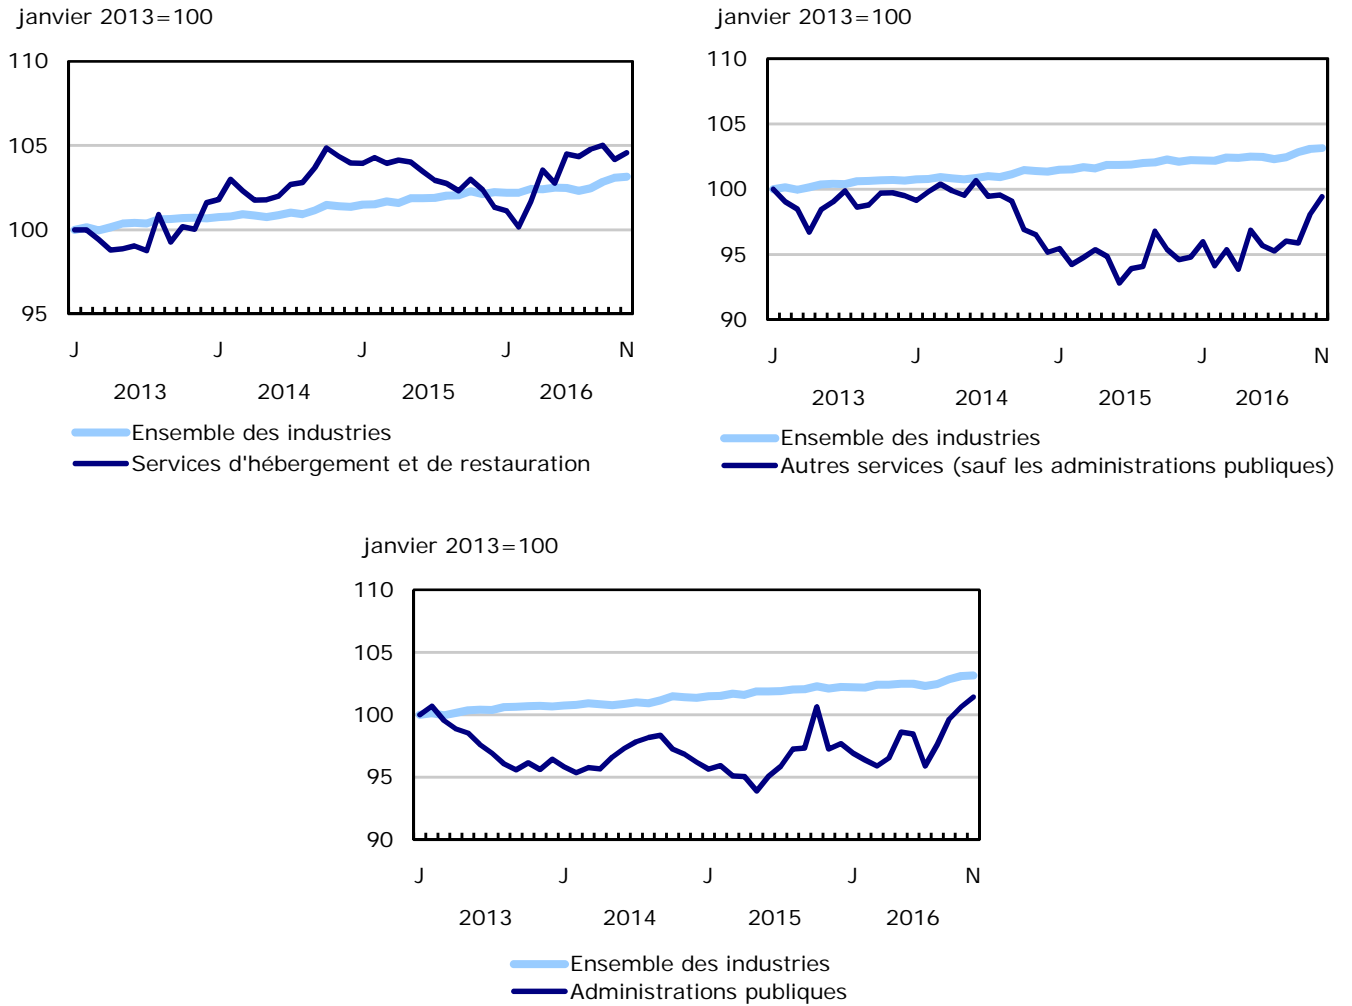 janvier 2013=100
110
105
100
95
J
J
J
J
N
2013
2014
2015
2016
Ensemble des industries
Services d'hébergement et de restauration
janvier 2013=100
110
105
100
95
90
J
J
J
J
N
2013
2014
2015
2016
Ensemble des industries
Autres services (sauf les administrations publiques)
janvier 2013=100
110
105
100
95
90
J
J
J
J
N
2013
2014
2015
2016
Ensemble des industries
Administrations publiques